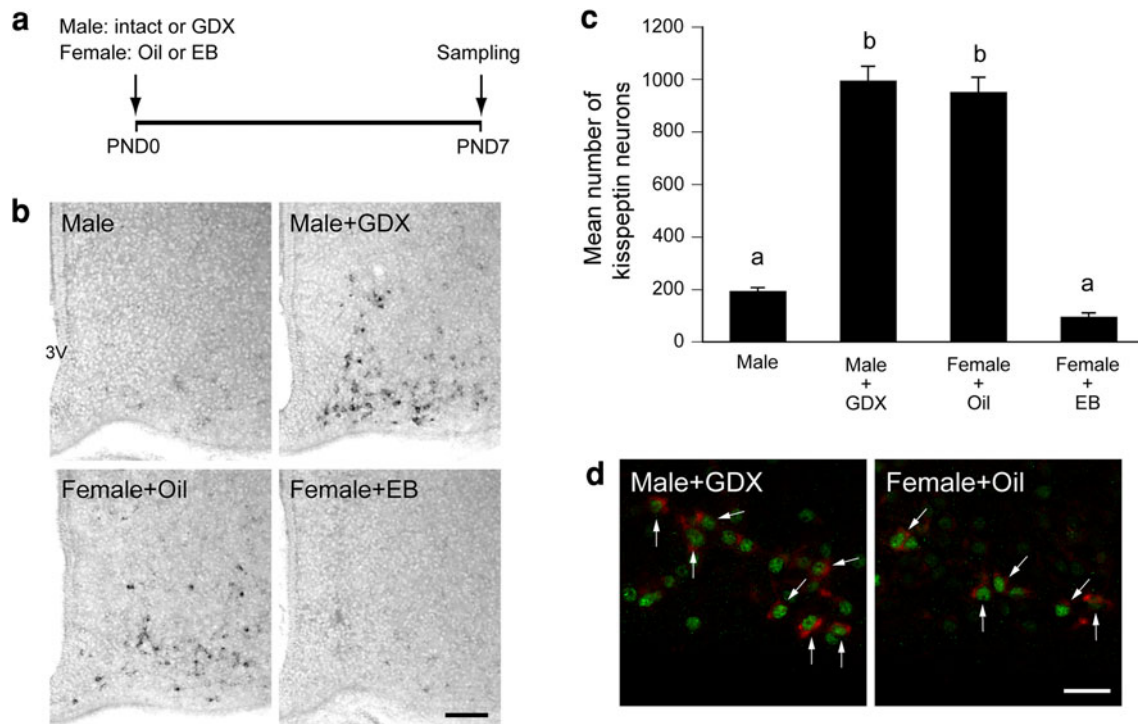 a
Male: intact or GDX
Female: Oil or EB
Sampling
PND0
PND7
b
Male
Male+GDX
3V
Female+Oil
Female+EB
c
Mean number of
kisspeptin neurons
1200
1000
800
600
400
200
0
a
b
b
a
Male
Male
+
GDX
Female
+
Oil
Female
+
EB
d
Male+GDX
Female+Oil